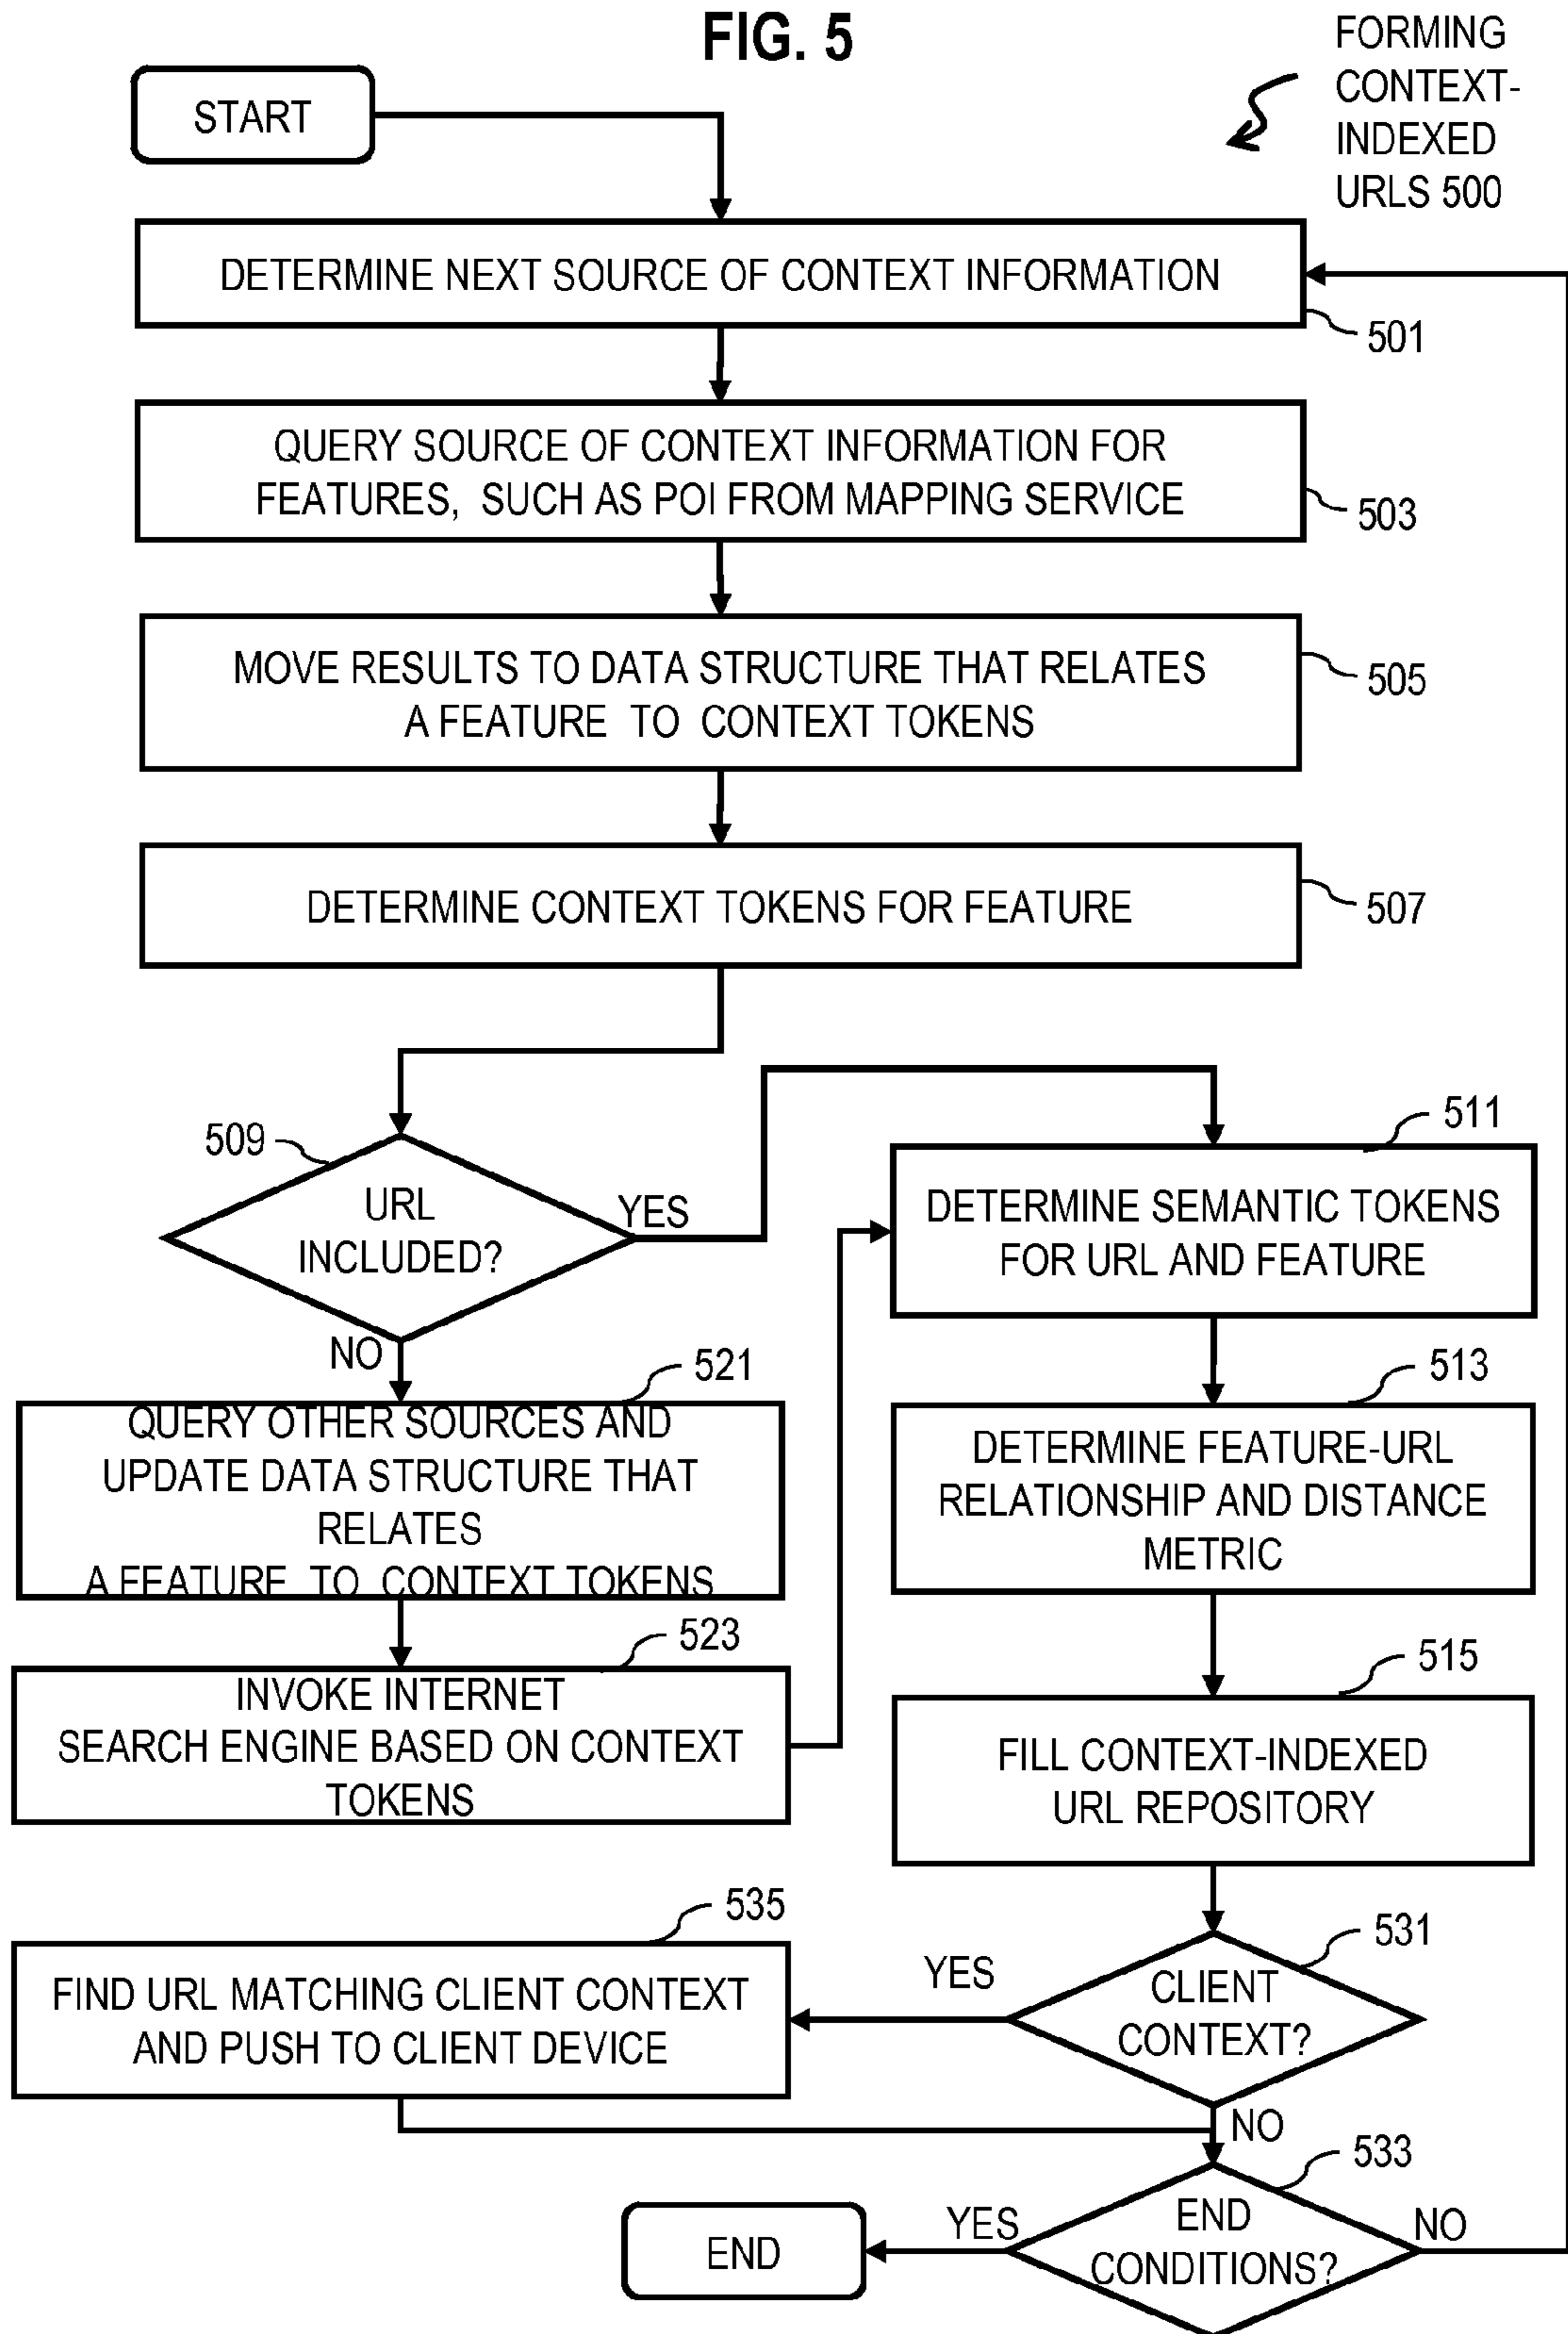 FIG. 5
FORMING
CONTEXT-
INDEXED
URLS 500
START
DETERMINE NEXT SOURCE OF CONTEXT INFORMATION
501
QUERY SOURCE OF CONTEXT INFORMATION FOR
FEATURES, SUCH AS POI FROM MAPPING SERVICE
503
MOVE RESULTS TO DATA STRUCTURE THAT RELATES
A FEATURE TO CONTEXT TOKENS
505
DETERMINE CONTEXT TOKENS FOR FEATURE
507
509
URL
INCLUDED?
YES
NO
511
DETERMINE SEMANTIC TOKENS
FOR URL AND FEATURE
521
QUERY OTHER SOURCES AND
UPDATE DATA STRUCTURE THAT
RELATES
A FEATURE TO CONTEXT TOKENS
513
DETERMINE FEATURE-URL
RELATIONSHIP AND DISTANCE
METRIC
523
INVOKE INTERNET
SEARCH ENGINE BASED ON CONTEXT
TOKENS
515
FILL CONTEXT-INDEXED
URL REPOSITORY
535
FIND URL MATCHING CLIENT CONTEXT
AND PUSH TO CLIENT DEVICE
531
CLIENT
CONTEXT?
YES
NO
533
END
CONDITIONS?
YES
NO
END